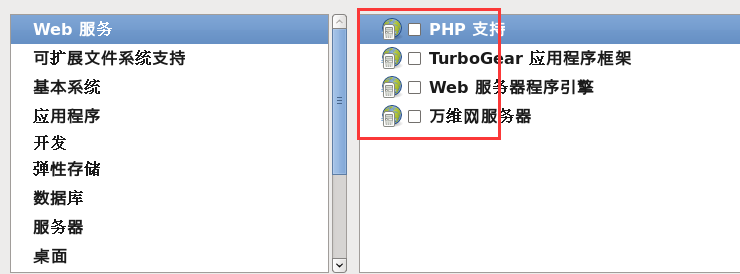 Web 服务
可扩展文件系统支持
基本系统
应用程序
开发
弹性存储
数据库
服务器
桌面
PHP 支持
TurboGear 应用程序框架
Web 服务器程序引擎
万维网服务器